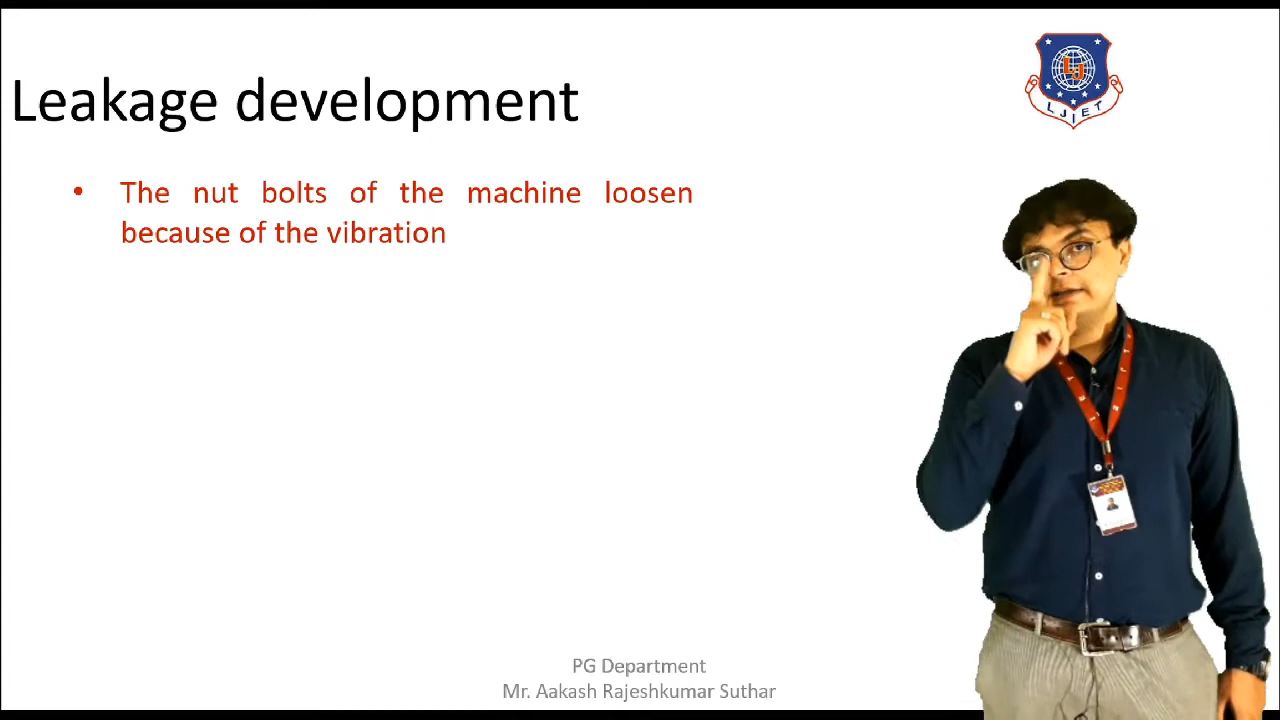 LJ
LJIET
Leakage development
• The nut bolts of the machine loosen
because of the vibration
PG Department
Mr. Aakash Rajeshkumar Suthar